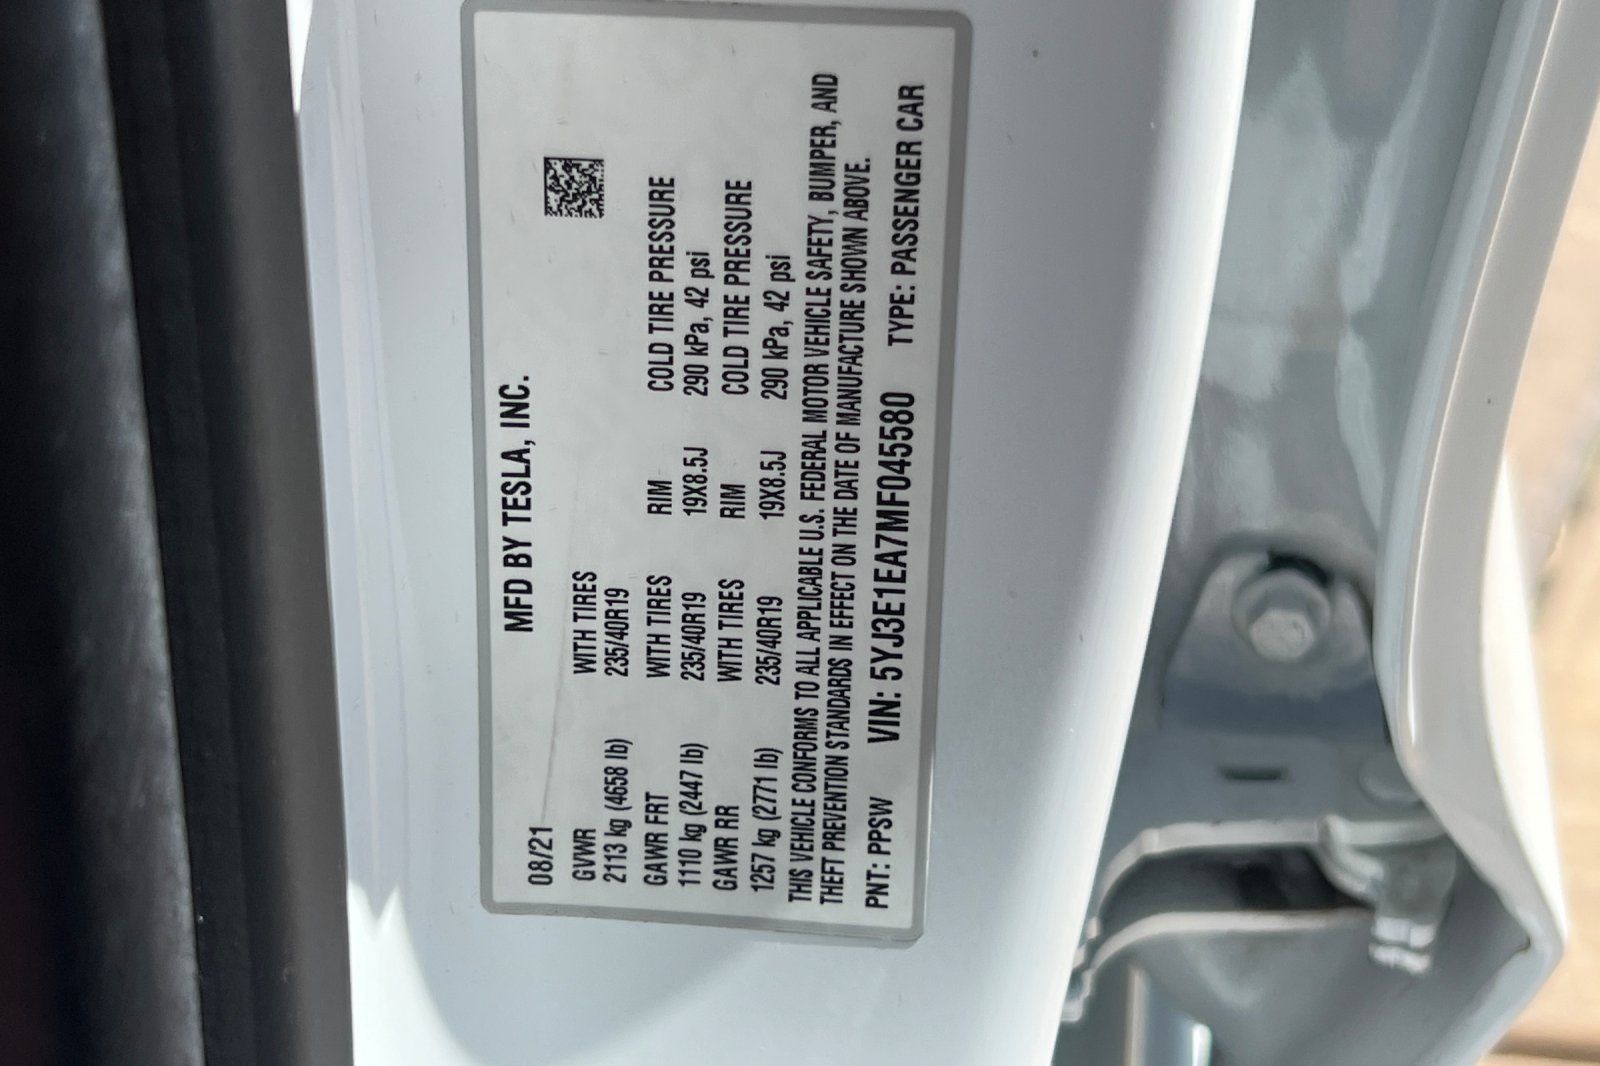 MFD BY TESLA, INC.
08/21
GVWR WITH TIRES
2113 kg (4658 lb) 235/40R19
GAWR FRT WITH TIRES RIM COLD TIRE PRESSURE
1110 kg (2447 lb) 235/40R19 19X8.5J 290 kPa, 42 psi
GAWR RR WITH TIRES RIM COLD TIRE PRESSURE
1257 kg (2771 lb) 235/40R19 19X8.5J 290 kPa, 42 psi
THIS VEHICLE CONFORMS TO ALL APPLICABLE U.S. FEDERAL MOTOR VEHICLE SAFETY, BUMPER, AND
THEFT PREVENTION STANDARDS IN EFFECT ON THE DATE OF MANUFACTURE SHOWN ABOVE.
PNT: PPSW VIN: 5YJ3E1EA7MF045580 TYPE: PASSENGER CAR